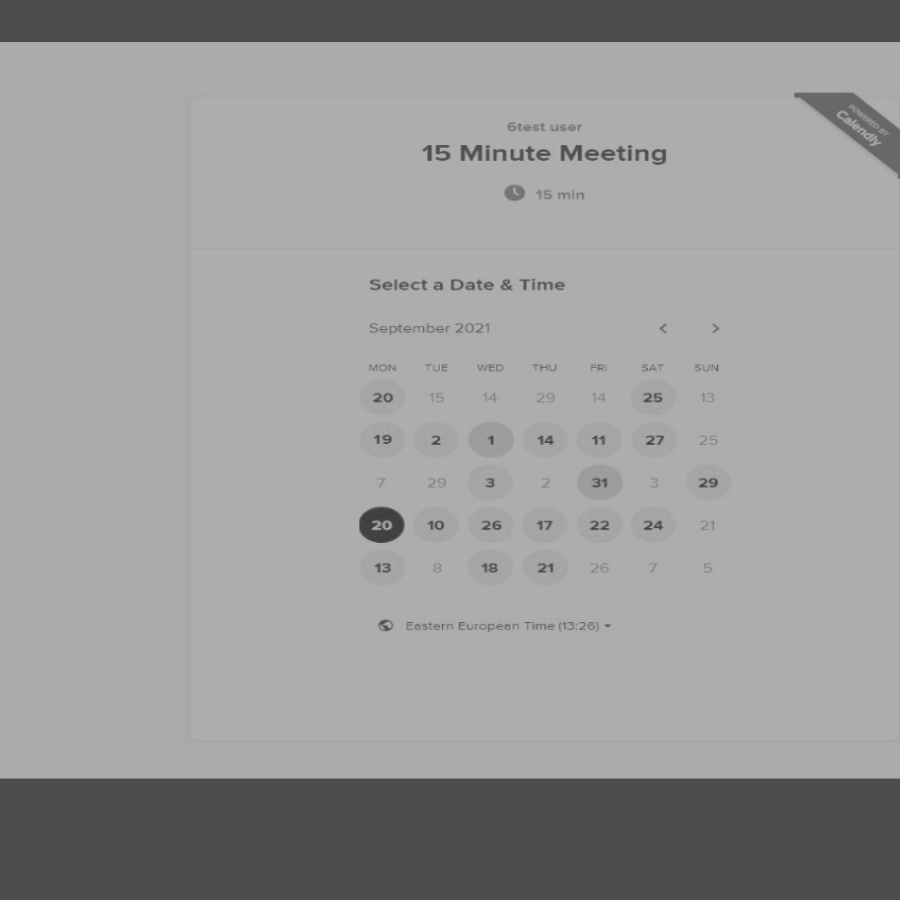 POWERED BY
Calendly
6test user
15 Minute Meeting
15 min
Select a Date & Time
September 2021
MON TUE WED THU FRI SAT SUN
20 15 14 29 14 25 13
19 2 1 14 11 27 25
7 29 3 2 31 3 29
20 10 26 17 22 24 21
13 8 18 21 26 7 5
Eastern European Time (13:26)